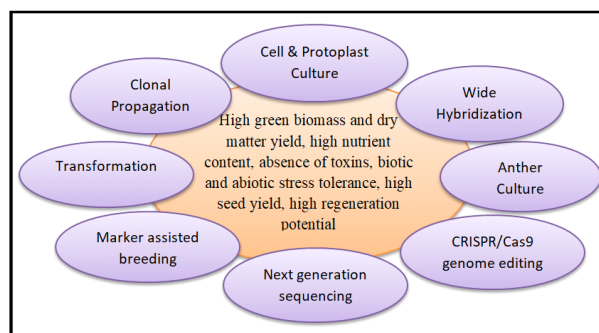 Cell & Protoplast
Culture
Clonal
Propagation
Wide
Hybridization
High green biomass and dry
matter yield, high nutrient
content, absence of toxins, biotic
and abiotic stress tolerance, high
seed yield, high regeneration
potential
Transformation
Anther
Culture
Marker assisted
breeding
CRISPR/Cas9
genome editing
Next generation
sequencing